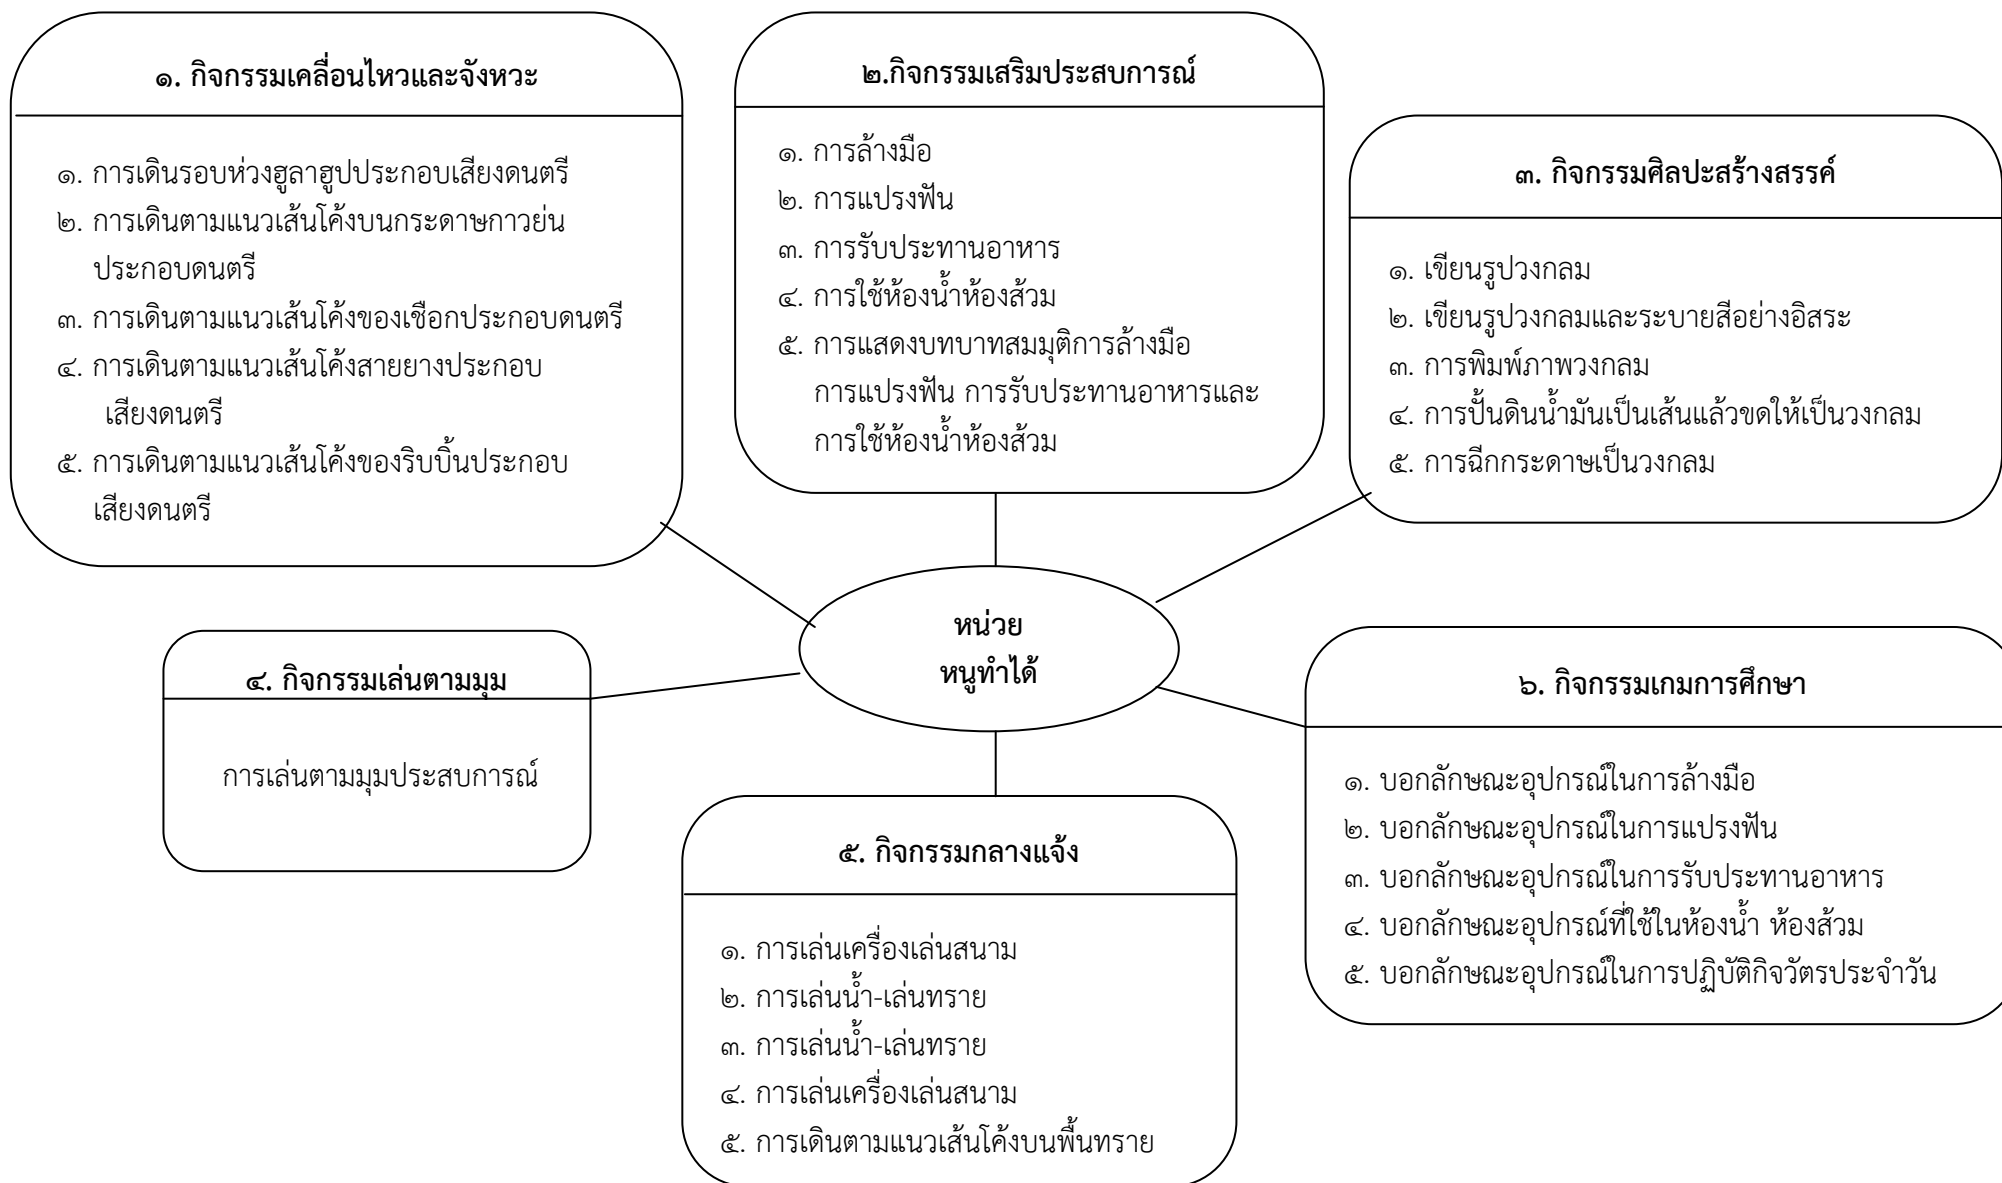 ๑. กิจกรรมเคลื่อนไหวและจังหวะ
๑. การเดินรอบห่วงฮูลาฮูปประกอบเสียงดนตรี
๒. การเดินตามแนวเส้นโค้งบนกระดาษกาวย่น
ประกอบดนตรี
๓. การเดินตามแนวเส้นโค้งของเชือกประกอบดนตรี
๔. การเดินตามแนวเส้นโค้งสายยางประกอบ
เสียงดนตรี
๕. การเดินตามแนวเส้นโค้งของริบบิ้นประกอบ
เสียงดนตรี
๒.กิจกรรมเสริมประสบการณ์
๑. การล้างมือ
๒. การแปรงฟัน
๓. การรับประทานอาหาร
๔. การใช้ห้องน้ำห้องส้วม
๕. การแสดงบทบาทสมมุติการล้างมือ
การแปรงฟัน การรับประทานอาหารและ
การใช้ห้องน้ำห้องส้วม
๓. กิจกรรมศิลปะสร้างสรรค์
๑. เขียนรูปวงกลม
๒. เขียนรูปวงกลมและระบายสีอย่างอิสระ
๓. การพิมพ์ภาพวงกลม
๔. การปั้นดินน้ำมันเป็นเส้นแล้วขดให้เป็นวงกลม
๕. การฉีกกระดาษเป็นวงกลม
หน่วย
หนูทำได้
๔. กิจกรรมเล่นตามมุม
การเล่นตามมุมประสบการณ์
๕. กิจกรรมกลางแจ้ง
๑. การเล่นเครื่องเล่นสนาม
๒. การเล่นน้ำ-เล่นทราย
๓. การเล่นน้ำ-เล่นทราย
๔. การเล่นเครื่องเล่นสนาม
๕. การเดินตามแนวเส้นโค้งบนพื้นทราย
๖. กิจกรรมเกมการศึกษา
๑. บอกลักษณะอุปกรณ์ในการล้างมือ
๒. บอกลักษณะอุปกรณ์ในการแปรงฟัน
๓. บอกลักษณะอุปกรณ์ในการรับประทานอาหาร
๔. บอกลักษณะอุปกรณ์ที่ใช้ในห้องน้ำ ห้องส้วม
๕. บอกลักษณะอุปกรณ์ในการปฏิบัติกิจวัตรประจำวัน